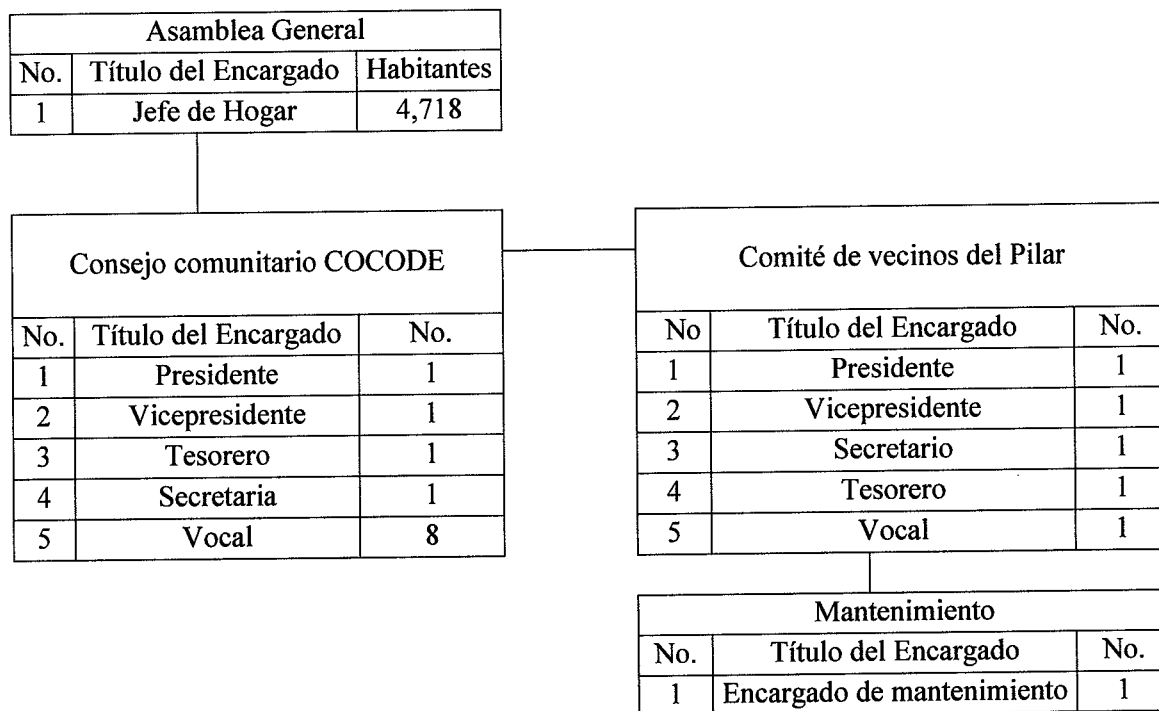 Asamblea General
No. Título del Encargado Habitantes
1 Jefe de Hogar 4,718
Consejo comunitario COCODE
No. Título del Encargado No.
1 Presidente 1
2 Vicepresidente 1
3 Tesorero 1
4 Secretaria 1
5 Vocal 8
Comité de vecinos del Pilar
No Título del Encargado No.
1 Presidente 1
2 Vicepresidente 1
3 Secretario 1
4 Tesorero 1
5 Vocal 1
Mantenimiento
No. Título del Encargado No.
1 Encargado de mantenimiento 1